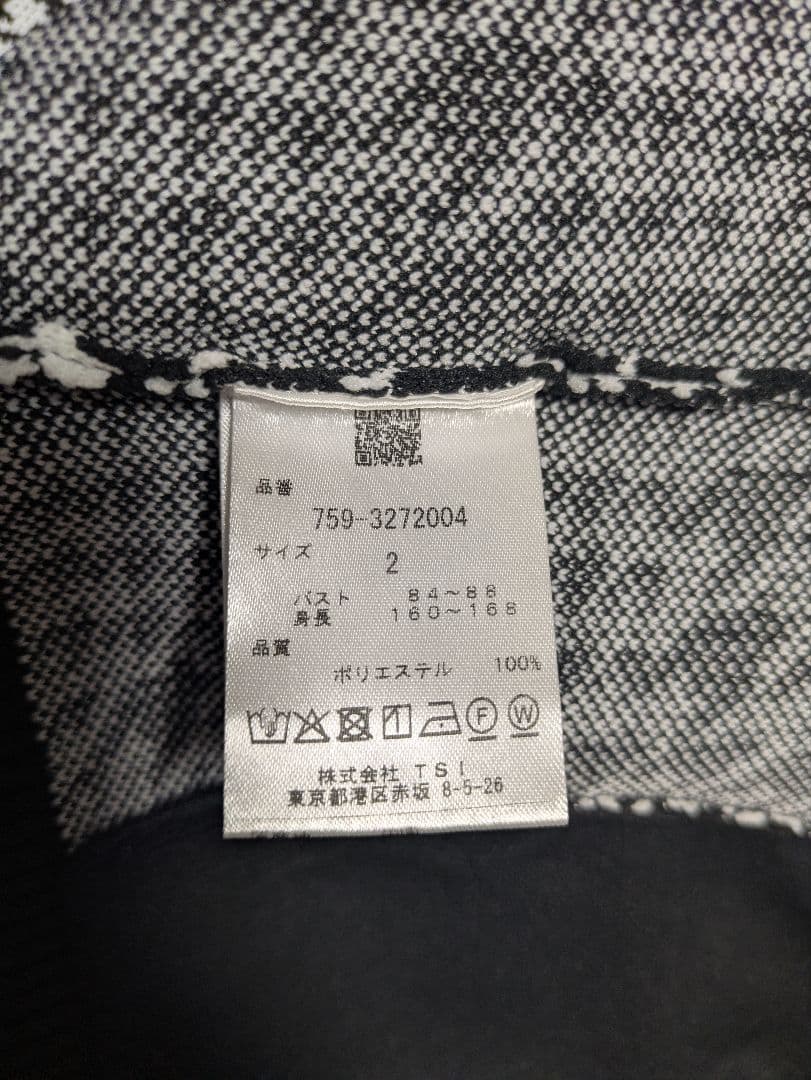 品番
759-3272004
サイズ 2
バスト 84～88
身長 160～168
品質
ポリエステル 100%
F W
株式会社 TSI
東京都港区赤坂 8-5-26